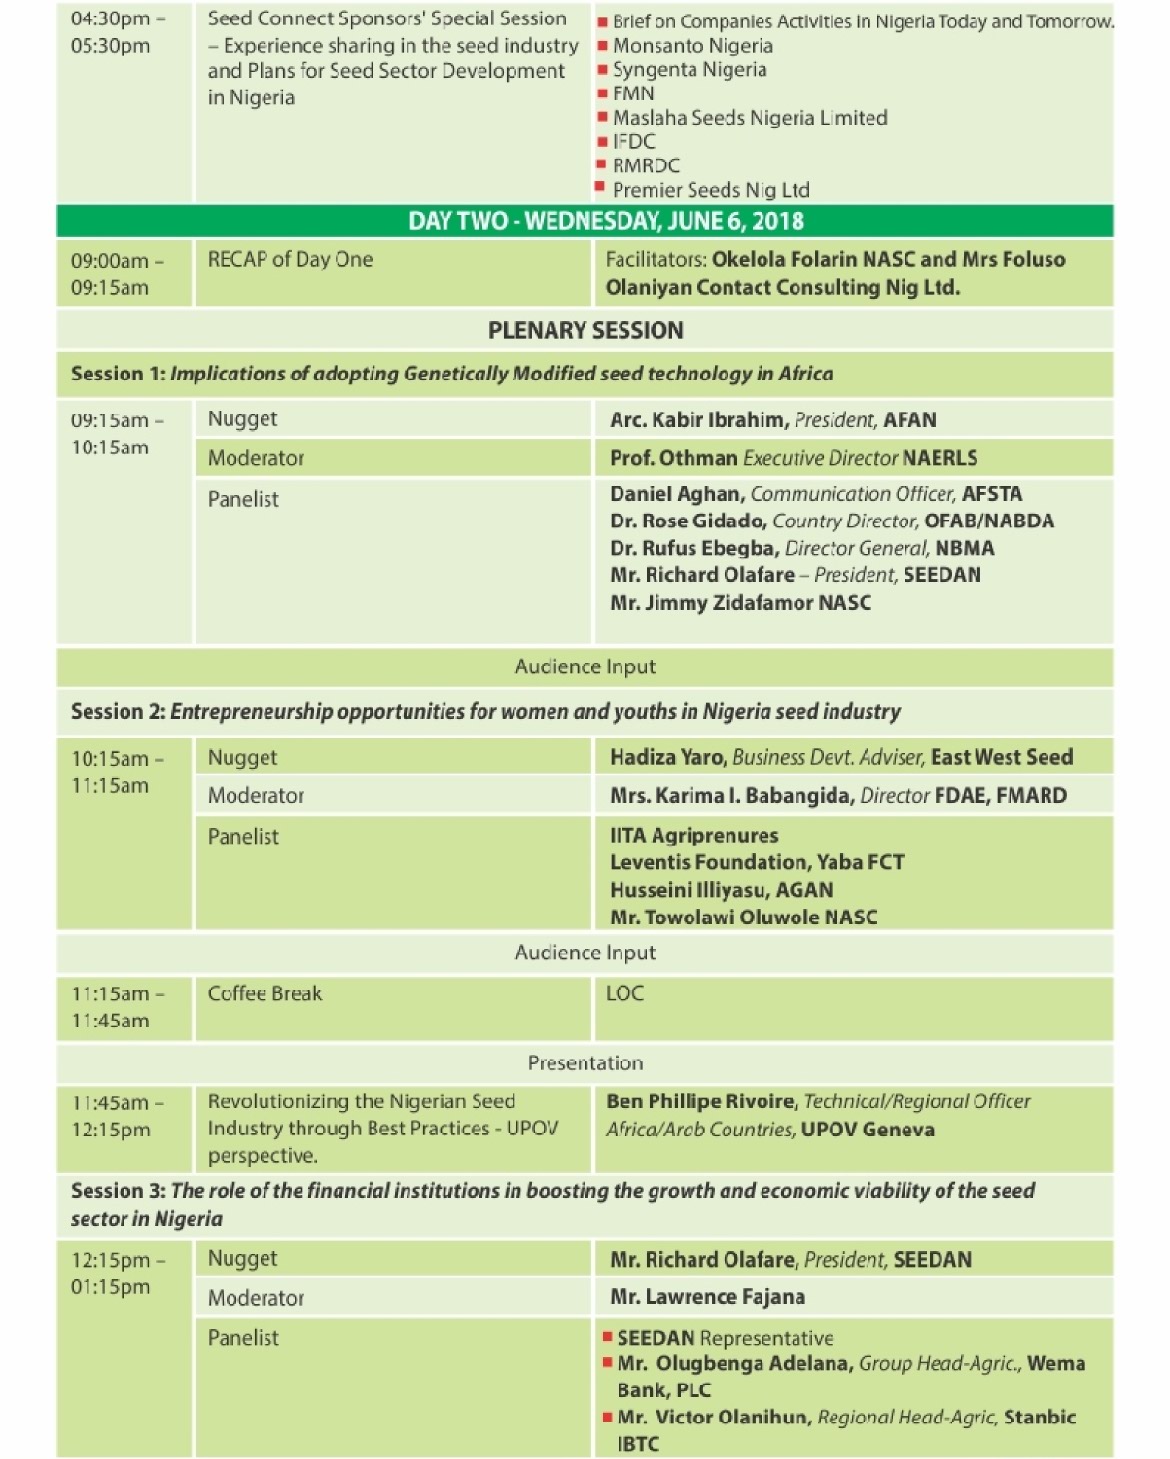 04:30pm –
05:30pm
Seed Connect Sponsors' Special Session
– Experience sharing in the seed industry
and Plans for Seed Sector Development
in Nigeria
Brief on Companies Activities in Nigeria Today and Tomorrow.
Monsanto Nigeria
Syngenta Nigeria
FMN
Maslaha Seeds Nigeria Limited
IFDC
RMRDC
Premier Seeds Nig Ltd
DAY TWO - WEDNESDAY, JUNE 6, 2018
09:00am –
09:15am
RECAP of Day One
Facilitators: Okelola Folarin NASC and Mrs Foluso
Olaniyan Contact Consulting Nig Ltd.
PLENARY SESSION
Session 1: Implications of adopting Genetically Modified seed technology in Africa
09:15am –
10:15am
Nugget
Arc. Kabir Ibrahim, President, AFAN
Moderator
Prof. Othman Executive Director NAERLS
Panelist
Daniel Aghan, Communication Officer, AFSTA
Dr. Rose Gidado, Country Director, OFAB/NABDA
Dr. Rufus Ebegba, Director General, NBMA
Mr. Richard Olafare – President, SEEDAN
Mr. Jimmy Zidafamor NASC
Audience Input
Session 2: Entrepreneurship opportunities for women and youths in Nigeria seed industry
10:15am –
11:15am
Nugget
Hadiza Yaro, Business Devt. Adviser, East West Seed
Moderator
Mrs. Karima I. Babangida, Director FDAE, FMARD
Panelist
IITA Agriprenures
Leventis Foundation, Yaba FCT
Husseini Illiyasu, AGAN
Mr. Towolawi Oluwole NASC
Audience Input
11:15am –
11:45am
Coffee Break
LOC
Presentation
11:45am –
12:15pm
Revolutionizing the Nigerian Seed
Industry through Best Practices - UPOV
perspective.
Ben Phillipe Rivoire, Technical/Regional Officer
Africa/Arab Countries, UPOV Geneva
Session 3: The role of the financial institutions in boosting the growth and economic viability of the seed
sector in Nigeria
12:15pm –
01:15pm
Nugget
Mr. Richard Olafare, President, SEEDAN
Moderator
Mr. Lawrence Fajana
Panelist
SEEDAN Representative
Mr. Olugbenga Adelana, Group Head-Agric., Wema
Bank, PLC
Mr. Victor Olanihun, Regional Head-Agric, Stanbic
IBTC